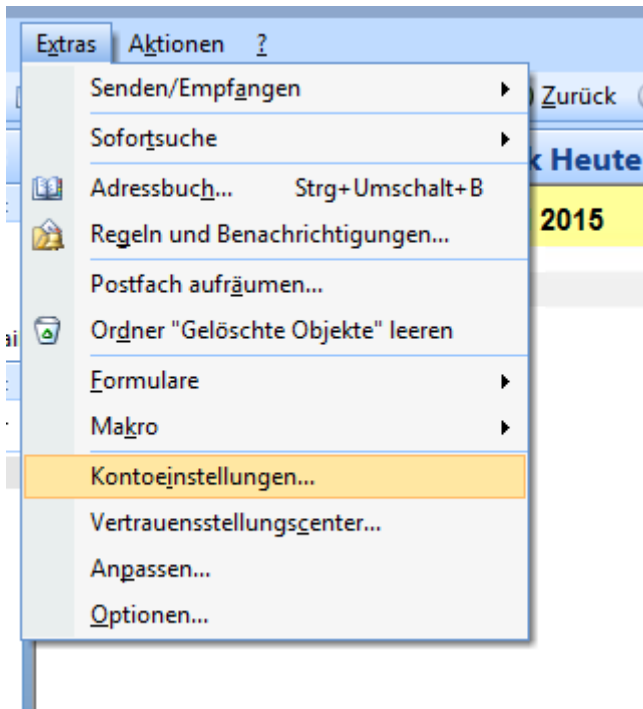 Extras Aktionen ?
Senden/Empfangen Zurück
Sofortsuche
k Heute
Adressbuch... Strg+Umschalt+B
2015
Regeln und Benachrichtigungen...
Postfach aufräumen...
Ordner "Gelöschte Objekte" leeren
Formulare
Makro
Kontoeinstellungen...
Vertrauensstellungscenter...
Anpassen...
Optionen...